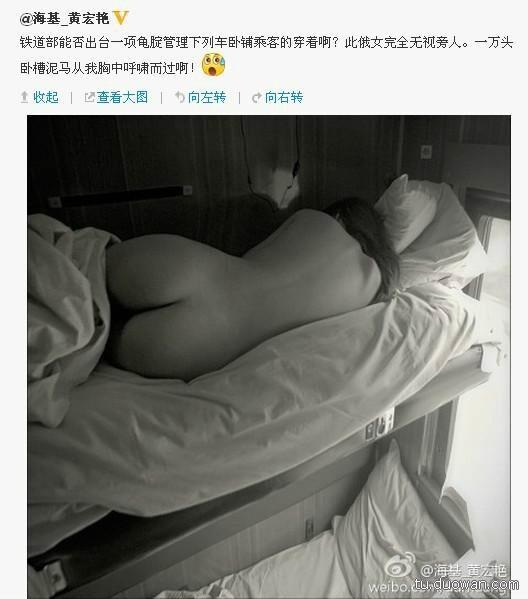 @海基_黄宏艳
铁道部能否出台一项龟腚管理下列车卧铺乘客的穿着啊？此俄女完全无视旁人。一万头
卧槽泥马从我胸中呼啸而过啊！
收起 | 查看大图 | 向左转 | 向右转
@海基_黄宏艳
tu.duowan.com